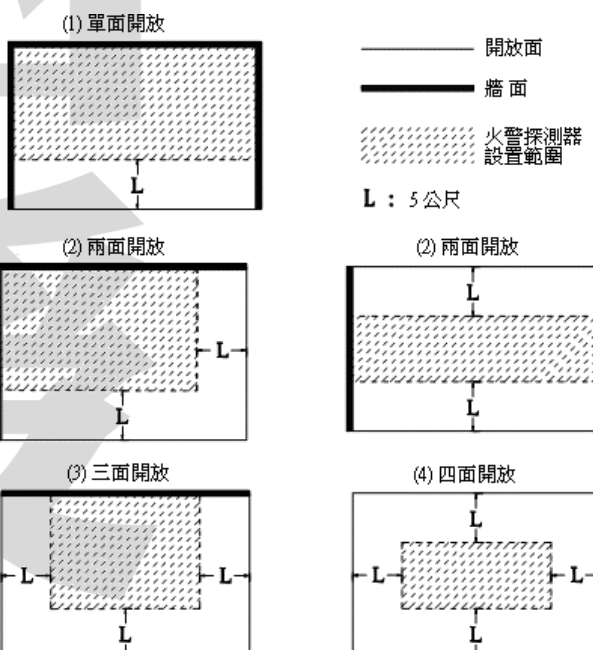 (1) 單面開放
開放面
牆 面
火警探測器
設置範圍
L : 5公尺
L
(2) 兩面開放
(2) 兩面開放
L
L
L
L
(3) 三面開放
(4) 四面開放
L
L
L
L
L
L
L